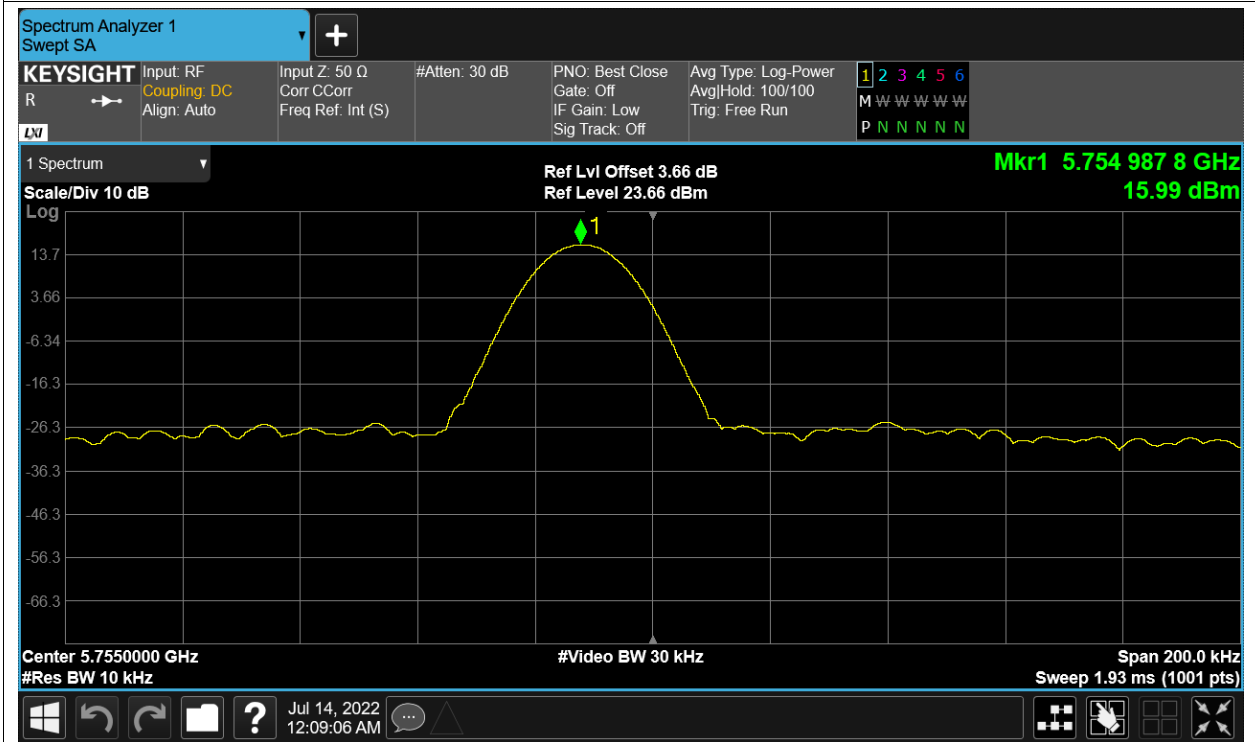 Spectrum Analyzer 1
Swept SA
+
KEYSIGHT
R
LXI
Input: RF
Coupling: DC
Align: Auto
Input Z: 50 Ω
Corr CCorr
Freq Ref: Int (S)
#Atten: 30 dB
PNO: Best Close
Gate: Off
IF Gain: Low
Sig Track: Off
Avg Type: Log-Power
Avg|Hold: 100/100
Trig: Free Run
1 2 3 4 5 6
M W W W W W
P N N N N N
1 Spectrum
Scale/Div 10 dB
Log
Ref Lvl Offset 3.66 dB
Ref Level 23.66 dBm
Mkr1 5.754 987 8 GHz
15.99 dBm
1
13.7
3.66
-6.34
-16.3
-26.3
-36.3
-46.3
-56.3
-66.3
Center 5.7550000 GHz
#Res BW 10 kHz
#Video BW 30 kHz
Span 200.0 kHz
Sweep 1.93 ms (1001 pts)
?
Jul 14, 2022
12:09:06 AM